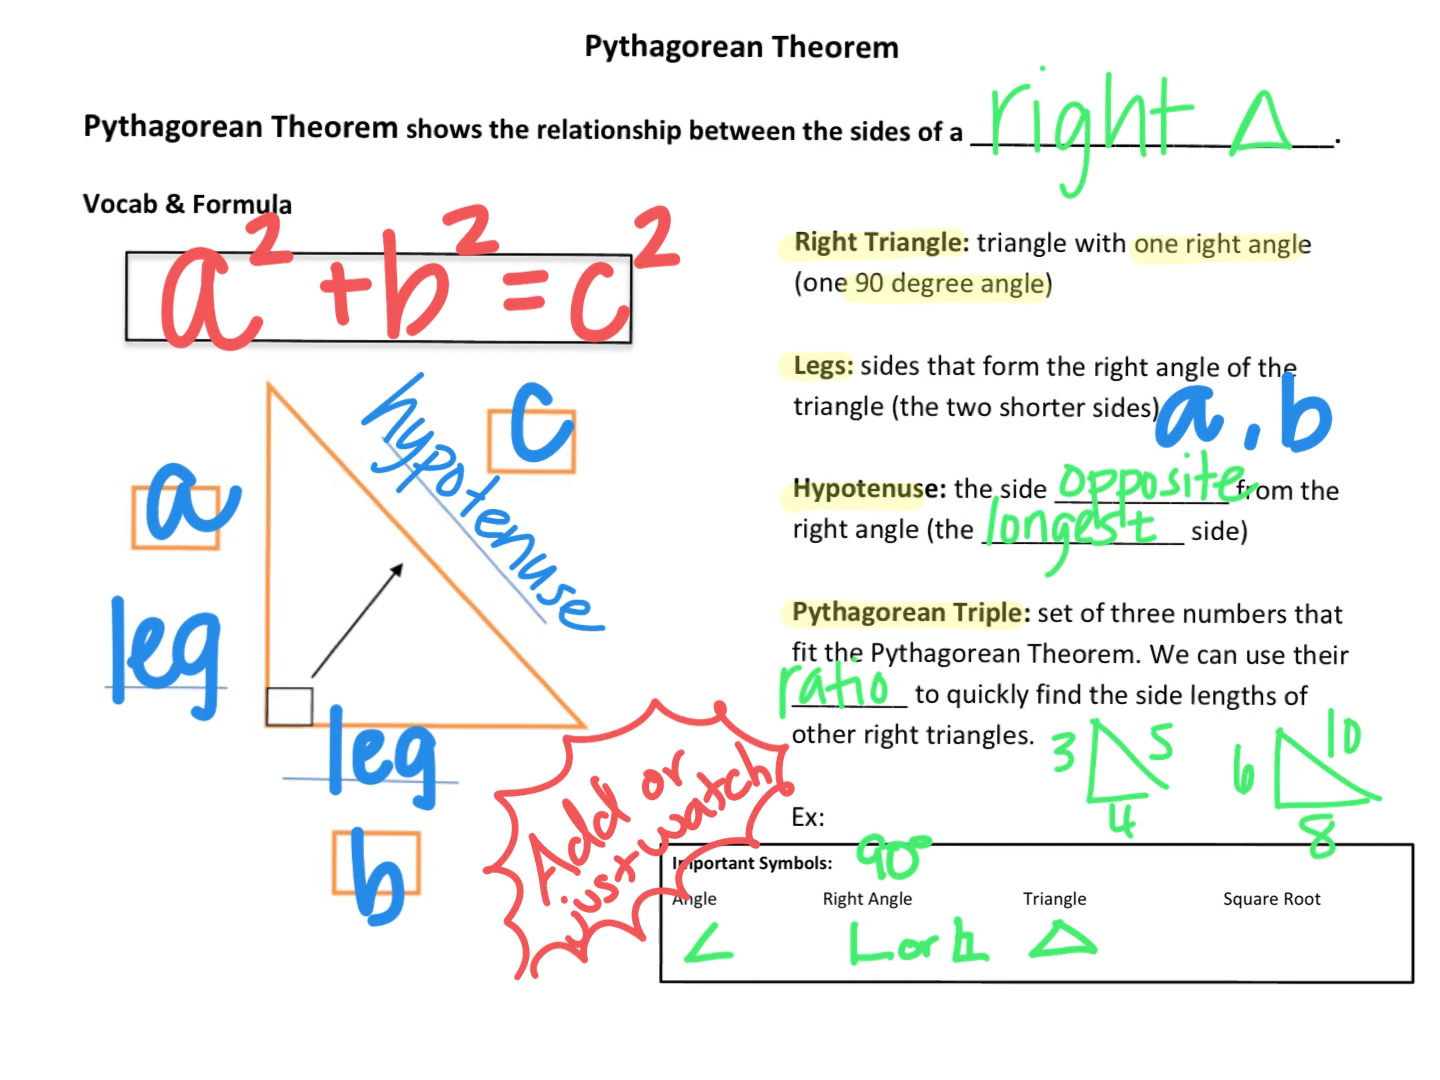 Pythagorean Theorem
Pythagorean Theorem shows the relationship between the sides of a right △.
Vocab & Formula
a² + b² = c²
Right Triangle: triangle with one right angle
(one 90 degree angle)
Legs: sides that form the right angle of the
triangle (the two shorter sides) a, b
Hypotenuse: the side opposite from the
right angle (the longest side)
Pythagorean Triple: set of three numbers that
fit the Pythagorean Theorem. We can use their
ratio to quickly find the side lengths of
other right triangles.
3 5
4
6 10
8
Ex:
c
hypotenuse
a
leg
leg
b
Add or
just watch
Important Symbols: 90°
Angle Right Angle Triangle Square Root
∠ ∟ or ⊾ △